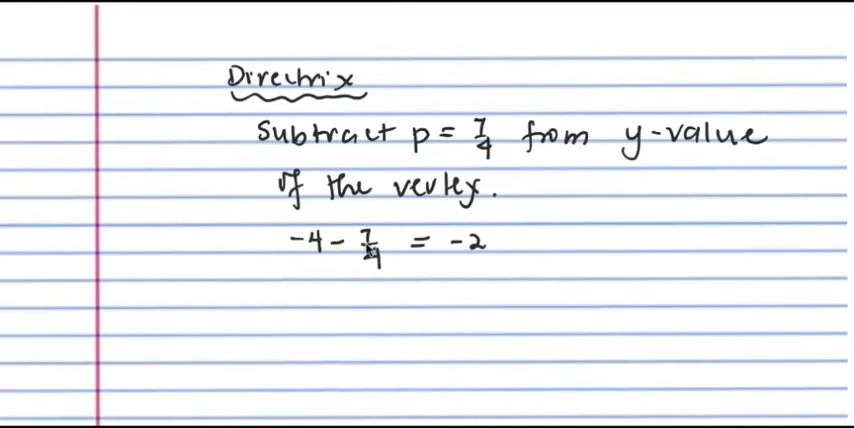 Directrix
Subtract p = 7/4 from y-value
of the vertex.
-4 - 7/4 = -2